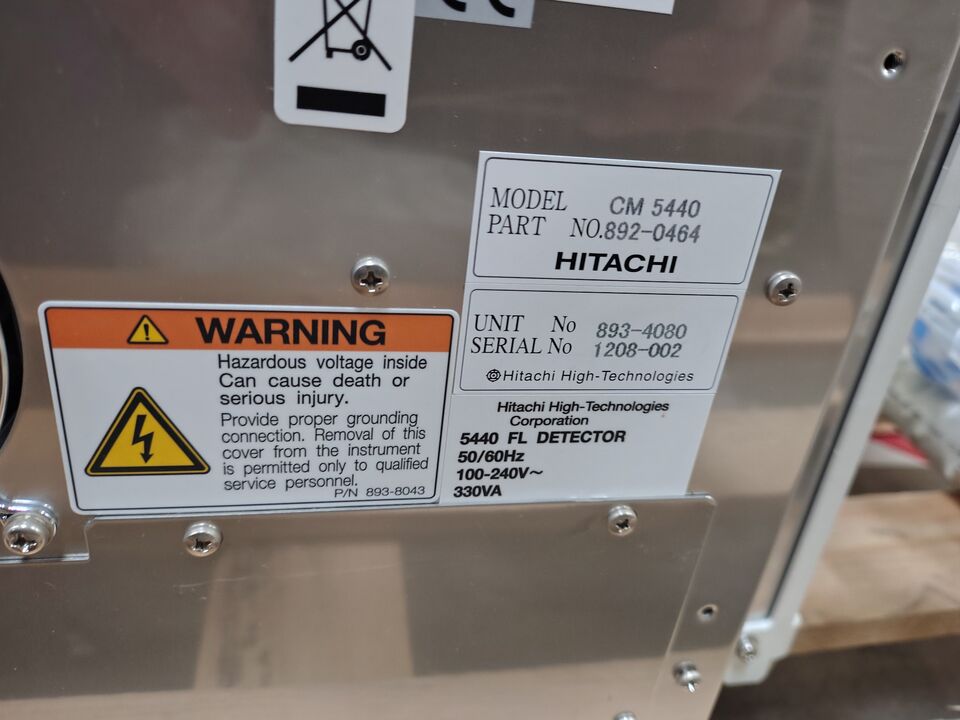 MODEL CM 5440
PART NO.892-0464
HITACHI
UNIT No 893-4080
SERIAL No 1208-002
Hitachi High-Technologies
Hitachi High-Technologies
Corporation
5440 FL DETECTOR
50/60Hz
100-240V~
330VA
WARNING
Hazardous voltage inside
Can cause death or
serious injury.
Provide proper grounding
connection. Removal of this
cover from the instrument
is permitted only to qualified
service personnel.
P/N 893-8043